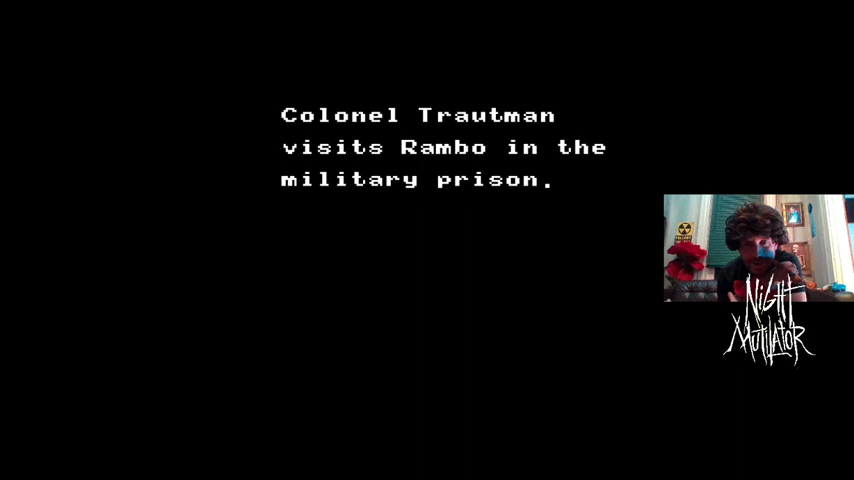 Colonel Trautman
visits Rambo in the
military prison.
NIGHT
MUTILATOR